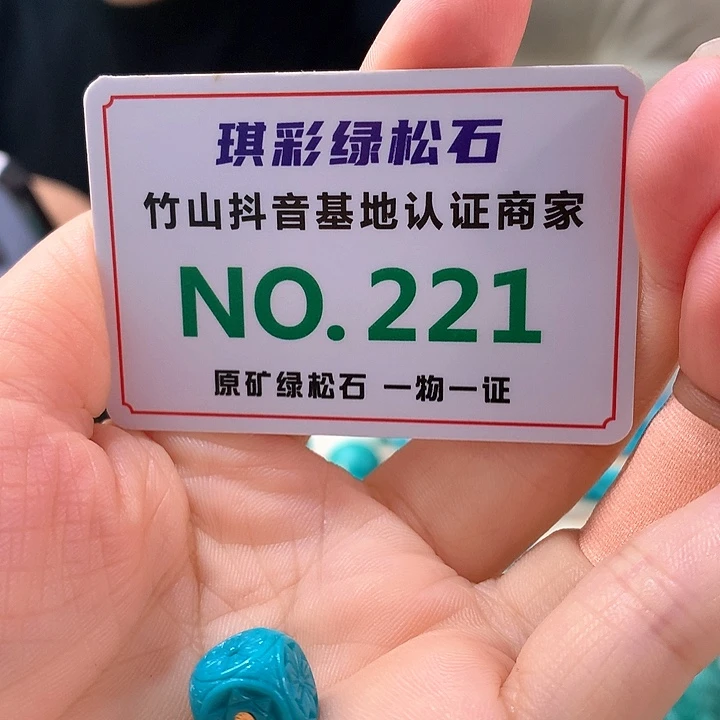 琪彩绿松石
竹山抖音基地认证商家
NO.221
原矿绿松石 一物一证